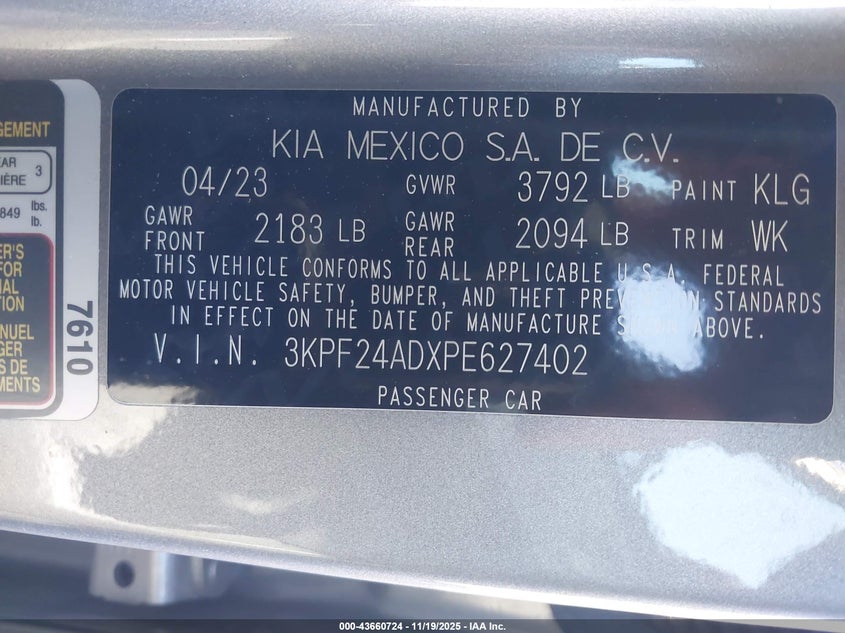 MANUFACTURED BY
KIA MEXICO S.A. DE C.V.
04/23 GVWR 3792 LB PAINT KLG
GAWR FRONT 2183 LB GAWR REAR 2094 LB TRIM WK
THIS VEHICLE CONFORMS TO ALL APPLICABLE U.S.A. FEDERAL
MOTOR VEHICLE SAFETY, BUMPER, AND THEFT PREVENTION STANDARDS
IN EFFECT ON THE DATE OF MANUFACTURE SHOWN ABOVE.
V.I.N. 3KPF24ADXPE627402
PASSENGER CAR
7610
3
849 lbs.
lb.
FOR
000-43660724 - 11/19/2025 - IAA Inc.